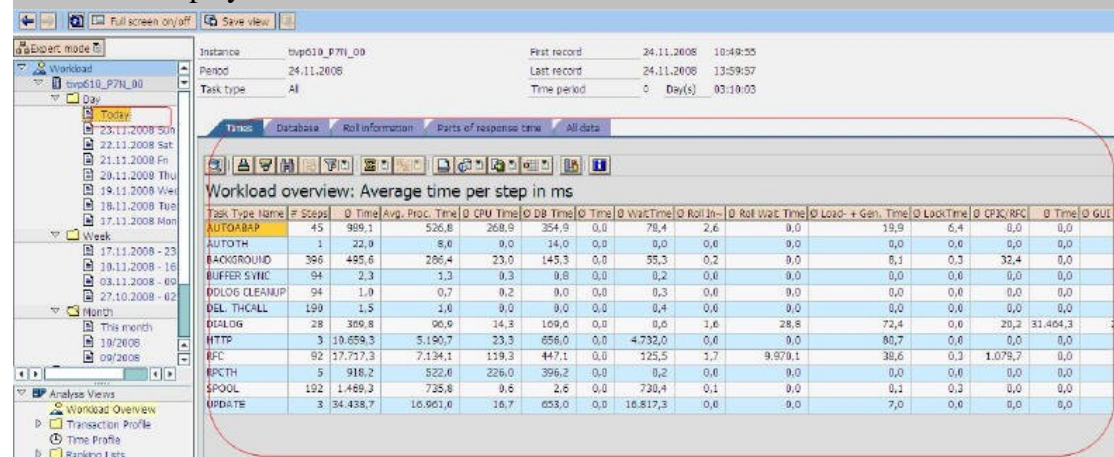 Full screen on/off Save view
Expert mode
Workload
tivp610_P7N_00
Day
Today
23.11.2008 Sun
22.11.2008 Sat
21.11.2008 Fri
20.11.2008 Thu
19.11.2008 Wed
18.11.2008 Tue
17.11.2008 Mon
Week
17.11.2008 - 23
10.11.2008 - 16
03.11.2008 - 09
27.10.2008 - 02
Month
This month
10/2008
09/2008
Analysis Views
Workload Overview
Transaction Profile
Time Profile
Ranking Lists
Instance tivp610_P7N_00 First record 24.11.2008 10:49:55
Period 24.11.2008 Last record 24.11.2008 13:59:57
Task type All Time period 0 Day(s) 03:10:03
Times Database Roll information Parts of response time All data
Workload overview: Average time per step in ms
Task Type Name # Steps Ø Time Avg. Proc. Time Ø CPU Time Ø DB Time Ø Time Ø WaitTime Ø Roll In~ Ø Roll Wait Time Ø Load- + Gen. Time Ø LockTime Ø CPIC/RFC Ø Time Ø GUI
AUTOABAP 45 989,1 526,8 268,9 354,9 0,0 78,4 2,6 0,0 19,9 6,4 0,0 0,0
AUTOTH 1 22,0 8,0 0,0 14,0 0,0 0,0 0,0 0,0 0,0 0,0 0,0 0,0
BACKGROUND 396 495,6 286,4 23,0 145,3 0,0 55,3 0,2 0,0 8,1 0,3 32,4 0,0
BUFFER SYNC 94 2,3 1,3 0,3 0,8 0,0 0,2 0,0 0,0 0,0 0,0 0,0 0,0
DDLOG CLEANUP 94 1,0 0,7 0,2 0,0 0,0 0,3 0,0 0,0 0,0 0,0 0,0 0,0
DEL. THCALL 190 1,5 1,0 0,0 0,0 0,0 0,4 0,0 0,0 0,0 0,0 0,0 0,0
DIALOG 28 369,8 96,9 14,3 169,6 0,0 0,6 1,6 28,8 72,4 0,0 20,2 31.464,3
HTTP 3 10.659,3 5.190,7 23,3 656,0 0,0 4.732,0 0,0 0,0 80,7 0,0 0,0 0,0
RFC 92 17.717,3 7.134,1 119,3 447,1 0,0 125,5 1,7 9.970,1 38,6 0,3 1.079,7 0,0
RPCTH 5 918,2 522,0 226,0 396,2 0,0 0,2 0,0 0,0 0,0 0,0 0,0 0,0
SPOOL 192 1.469,3 735,8 0,6 2,6 0,0 730,4 0,1 0,0 0,1 0,3 0,0 0,0
UPDATE 3 34.438,7 16.961,0 16,7 653,0 0,0 16.817,3 0,0 0,0 7,0 0,0 0,0 0,0